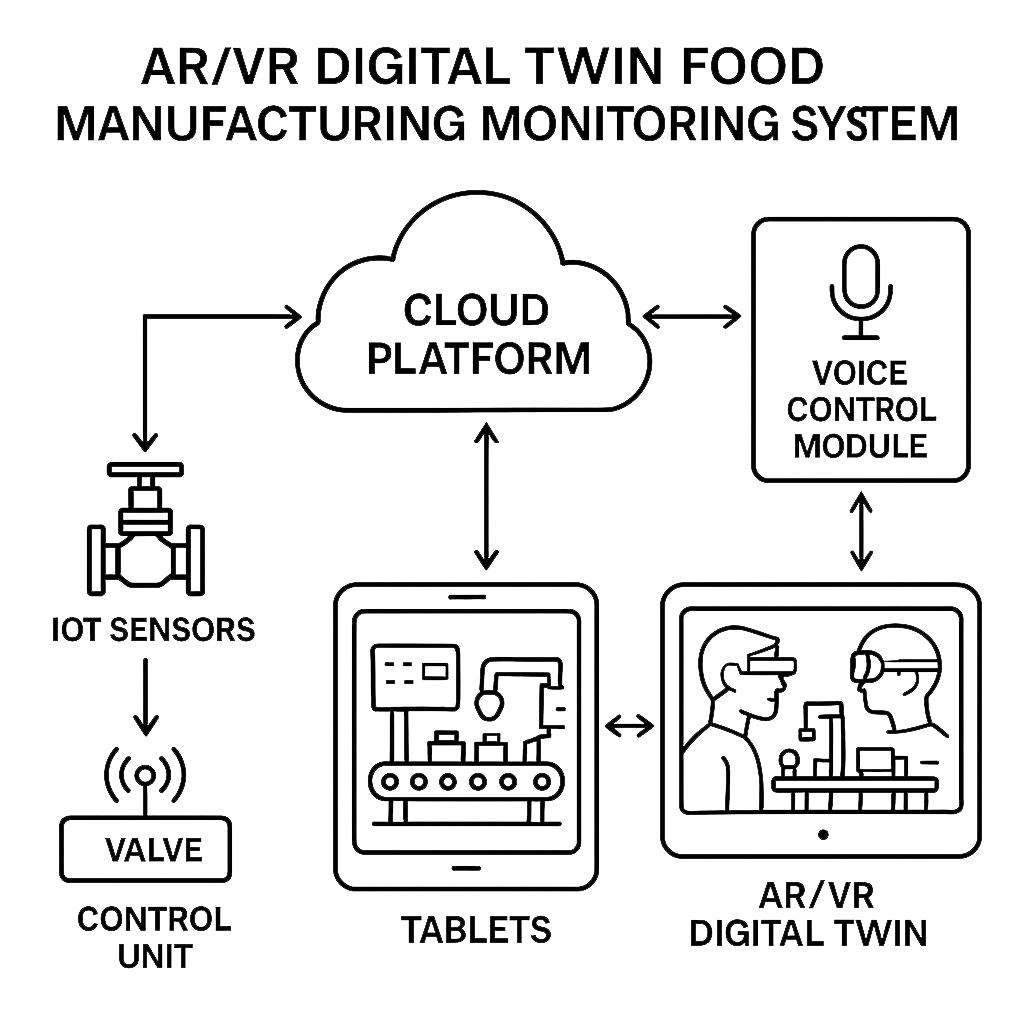 AR/VR DIGITAL TWIN FOOD
MANUFACTURING MONITORING SYSTEM
CLOUD
PLATFORM
VOICE
CONTROL
MODULE
IOT SENSORS
VALVE
CONTROL
UNIT
TABLETS
AR/VR
DIGITAL TWIN